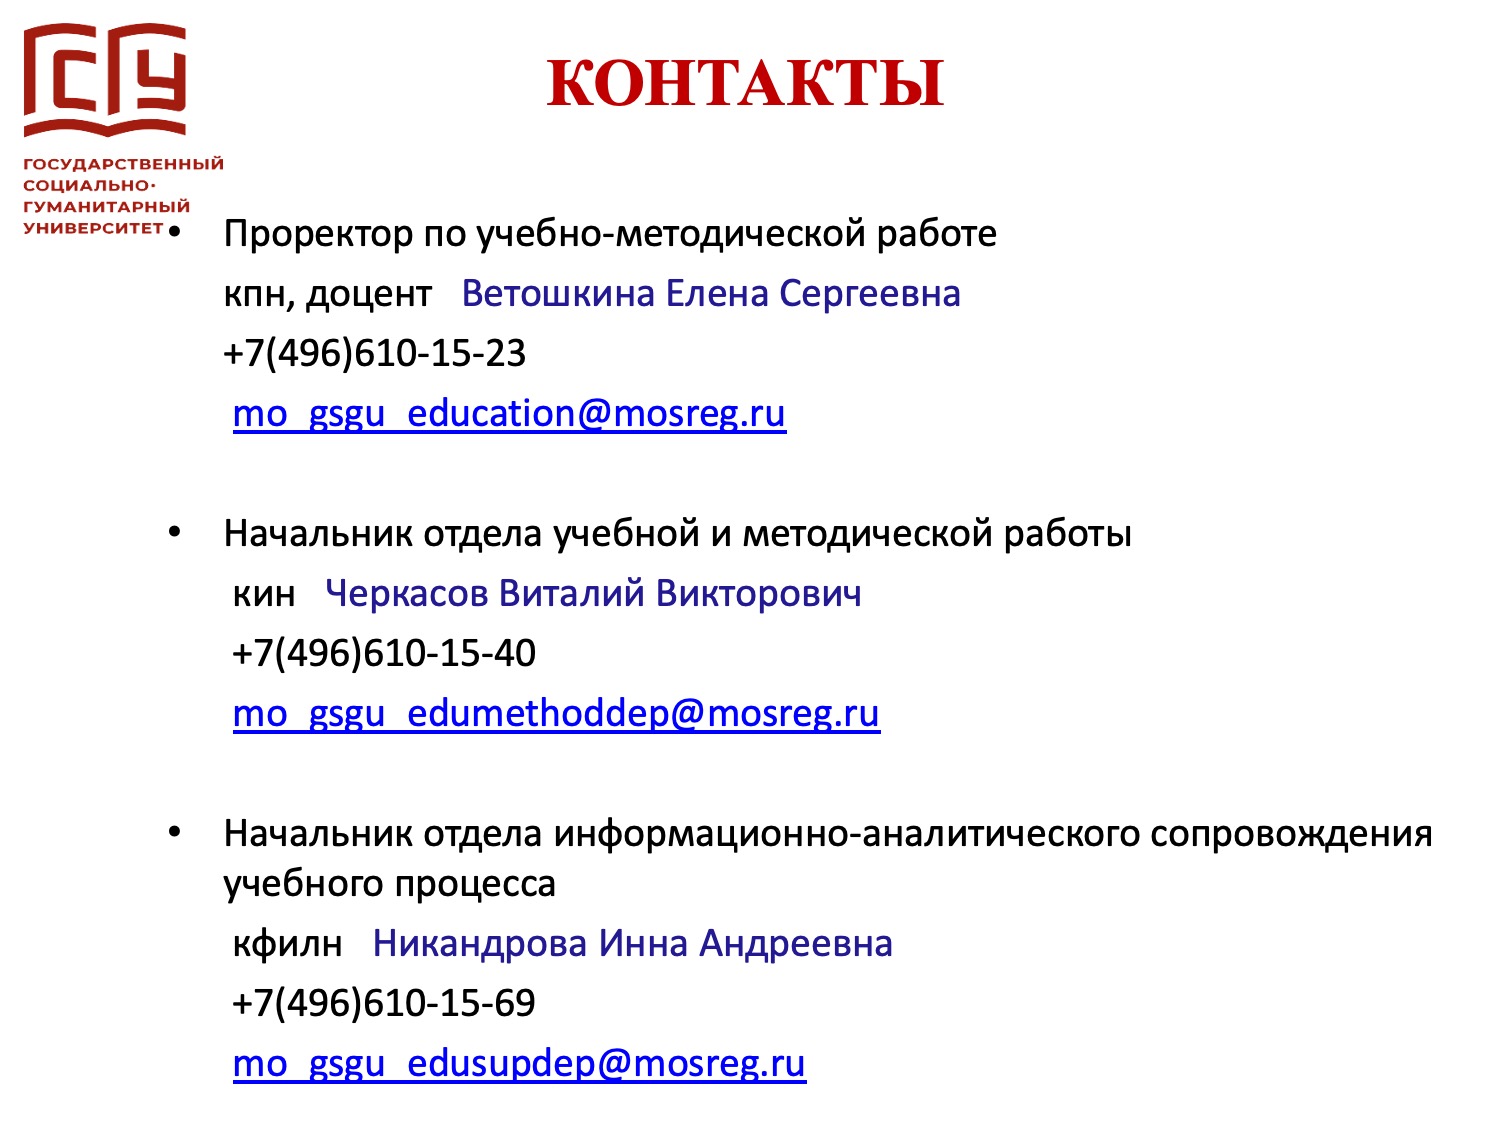 ГСГУ
ГОСУДАРСТВЕННЫЙ
СОЦИАЛЬНО-
ГУМАНИТАРНЫЙ
УНИВЕРСИТЕТ
КОНТАКТЫ
• Проректор по учебно-методической работе
кпн, доцент Ветошкина Елена Сергеевна
+7(496)610-15-23
mo_gsgu_education@mosreg.ru
• Начальник отдела учебной и методической работы
кин Черкасов Виталий Викторович
+7(496)610-15-40
mo_gsgu_edumethoddep@mosreg.ru
• Начальник отдела информационно-аналитического сопровождения
учебного процесса
кфилн Никандрова Инна Андреевна
+7(496)610-15-69
mo_gsgu_edusupdep@mosreg.ru